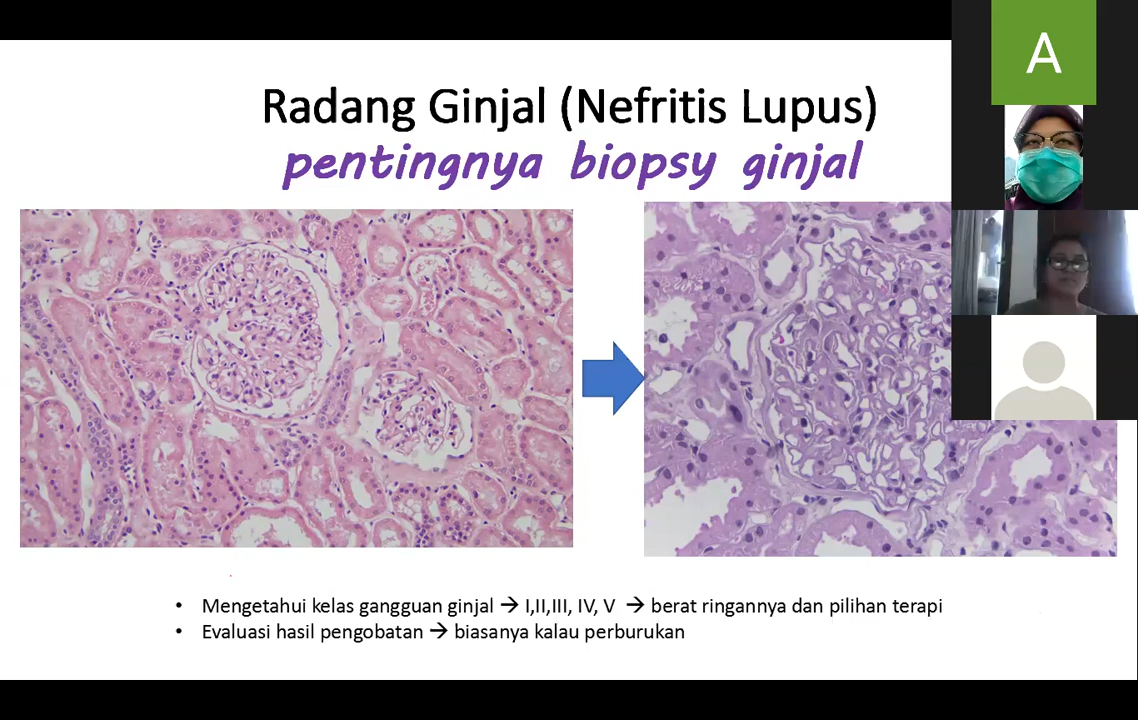 Radang Ginjal (Nefritis Lupus)
pentingnya biopsy ginjal
A
• Mengetahui kelas gangguan ginjal → I,II,III, IV, V → berat ringannya dan pilihan terapi
• Evaluasi hasil pengobatan → biasanya kalau perburukan